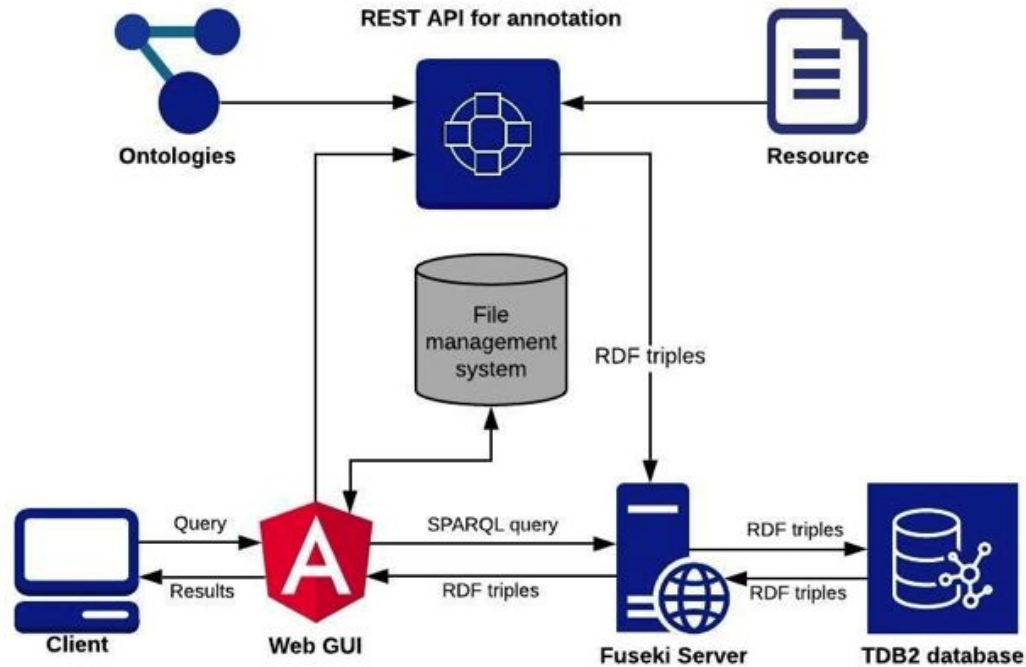 REST API for annotation
Ontologies
Resource
File
management
system
RDF triples
Query
SPARQL query
RDF triples
Results
RDF triples
RDF triples
Client
Web GUI
Fuseki Server
TDB2 database